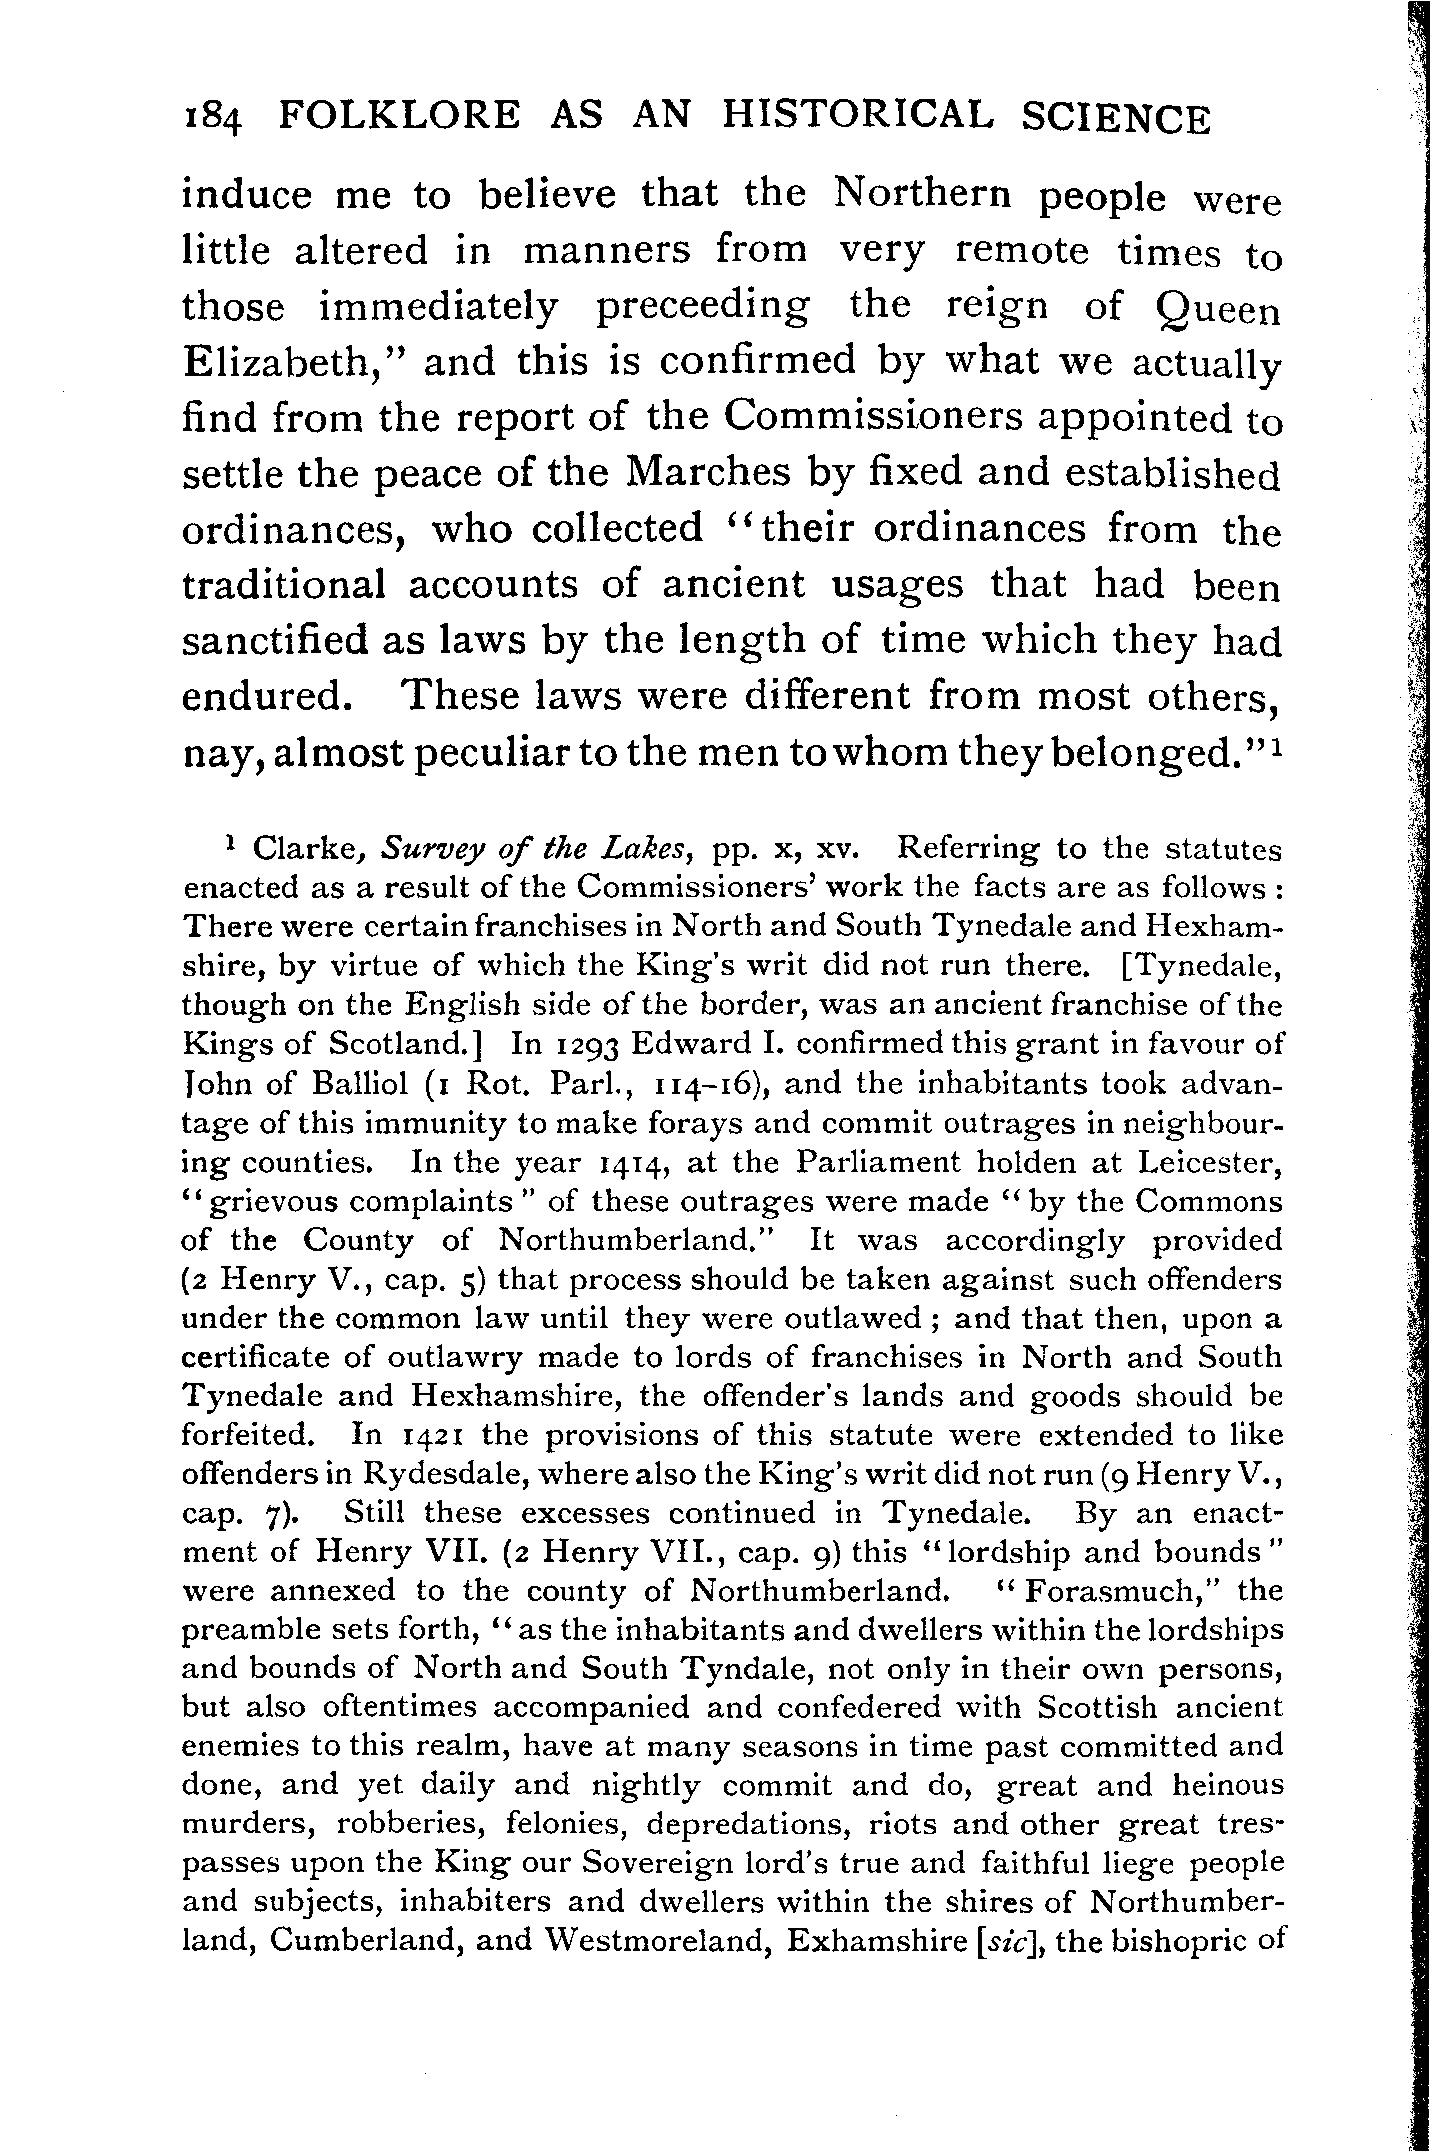 184 FOLKLORE AS AN HISTORICAL SCIENCE
induce me to believe that the Northern people were
little altered in manners from very remote times to
those immediately preceeding the reign of Queen
Elizabeth," and this is confirmed by what we actually
find from the report of the Commissioners appointed to
settle the peace of the Marches by fixed and established
ordinances, who collected "their ordinances from the
traditional accounts of ancient usages that had been
sanctified as laws by the length of time which they had
endured. These laws were different from most others,
nay, almost peculiar to the men to whom they belonged." ¹
¹ Clarke, Survey of the Lakes, pp. x, xv. Referring to the statutes
enacted as a result of the Commissioners' work the facts are as follows :
There were certain franchises in North and South Tynedale and Hexham-
shire, by virtue of which the King's writ did not run there. [Tynedale,
though on the English side of the border, was an ancient franchise of the
Kings of Scotland.] In 1293 Edward I. confirmed this grant in favour of
John of Balliol (1 Rot. Parl., 114–16), and the inhabitants took advan-
tage of this immunity to make forays and commit outrages in neighbour-
ing counties. In the year 1414, at the Parliament holden at Leicester,
"grievous complaints" of these outrages were made "by the Commons
of the County of Northumberland." It was accordingly provided
(2 Henry V., cap. 5) that process should be taken against such offenders
under the common law until they were outlawed ; and that then, upon a
certificate of outlawry made to lords of franchises in North and South
Tynedale and Hexhamshire, the offender's lands and goods should be
forfeited. In 1421 the provisions of this statute were extended to like
offenders in Rydesdale, where also the King's writ did not run (9 Henry V.,
cap. 7). Still these excesses continued in Tynedale. By an enact-
ment of Henry VII. (2 Henry VII., cap. 9) this "lordship and bounds"
were annexed to the county of Northumberland. "Forasmuch," the
preamble sets forth, "as the inhabitants and dwellers within the lordships
and bounds of North and South Tyndale, not only in their own persons,
but also oftentimes accompanied and confedered with Scottish ancient
enemies to this realm, have at many seasons in time past committed and
done, and yet daily and nightly commit and do, great and heinous
murders, robberies, felonies, depredations, riots and other great tres-
passes upon the King our Sovereign lord's true and faithful liege people
and subjects, inhabiters and dwellers within the shires of Northumber-
land, Cumberland, and Westmoreland, Exhamshire [sic], the bishopric of